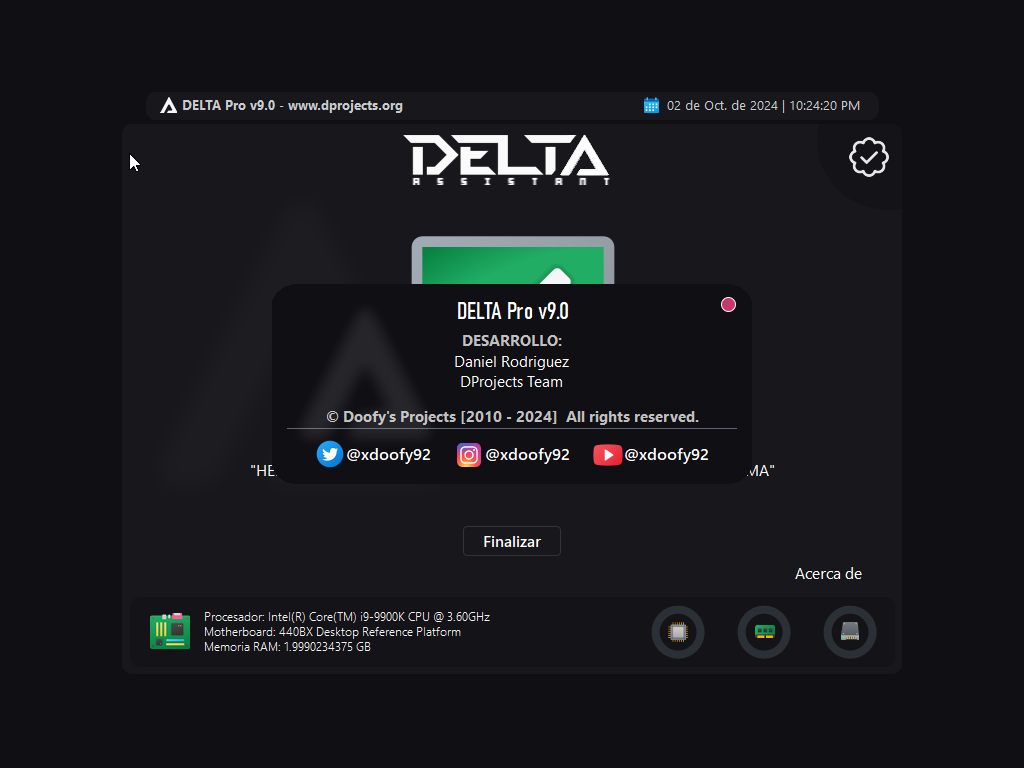 DELTA Pro v9.0 - www.dprojects.org
02 de Oct. de 2024 | 10:24:20 PM
DELTA
ASSISTANT
DELTA Pro v9.0
DESARROLLO:
Daniel Rodriguez
DProjects Team
© Doofy's Projects [2010 - 2024] All rights reserved.
@xdoofy92 @xdoofy92 @xdoofy92
Finalizar
Acerca de
Procesador: Intel(R) Core(TM) i9-9900K CPU @ 3.60GHz
Motherboard: 440BX Desktop Reference Platform
Memoria RAM: 1.9990234375 GB